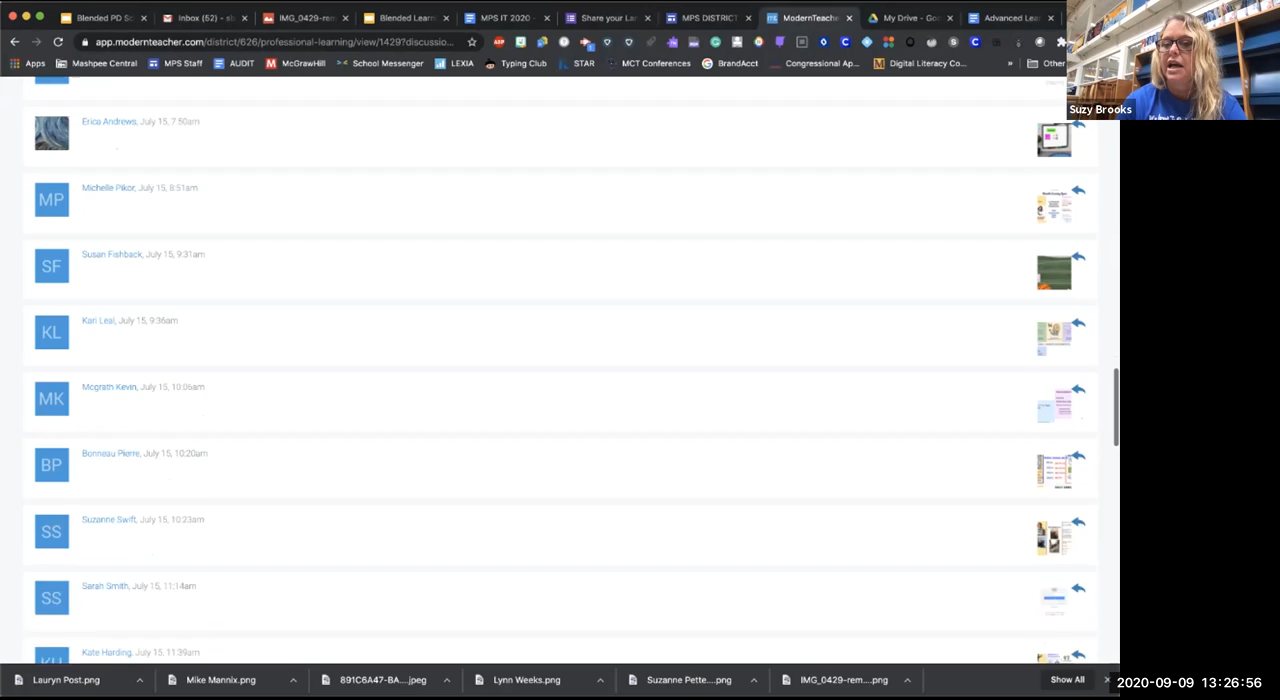 Blended PD Sc
Inbox (62) - sb
IMG_0429-rem
Blended Learn
MPS IT 2020 -
Share your Lar
MPS DISTRICT
ModernTeache
My Drive - Goo
Advanced Lea
app.modernteacher.com/district/626/professional-learning/view/1429?discussio...
Apps
Mashpee Central
MPS Staff
AUDIT
McGrawHill
School Messenger
LEXIA
Typing Club
STAR
MCT Conferences
BrandAcct
Congressional Ap...
Digital Literacy Co...
»
Other
Suzy Brooks
Erica Andrews, July 15, 7:50am
MP
Michelle Pikor, July 15, 8:51am
SF
Susan Fishback, July 15, 9:31am
KL
Kari Leal, July 15, 9:36am
MK
Mcgrath Kevin, July 15, 10:06am
BP
Bonneau Pierre, July 15, 10:20am
SS
Suzanne Swift, July 15, 10:23am
SS
Sarah Smith, July 15, 11:14am
KH
Kate Harding, July 15, 11:39am
Lauryn Post.png
Mike Mannix.png
891C6A47-BA....jpeg
Lynn Weeks.png
Suzanne Pette....png
IMG_0429-rem....png
Show All
2020-09-09 13:26:56